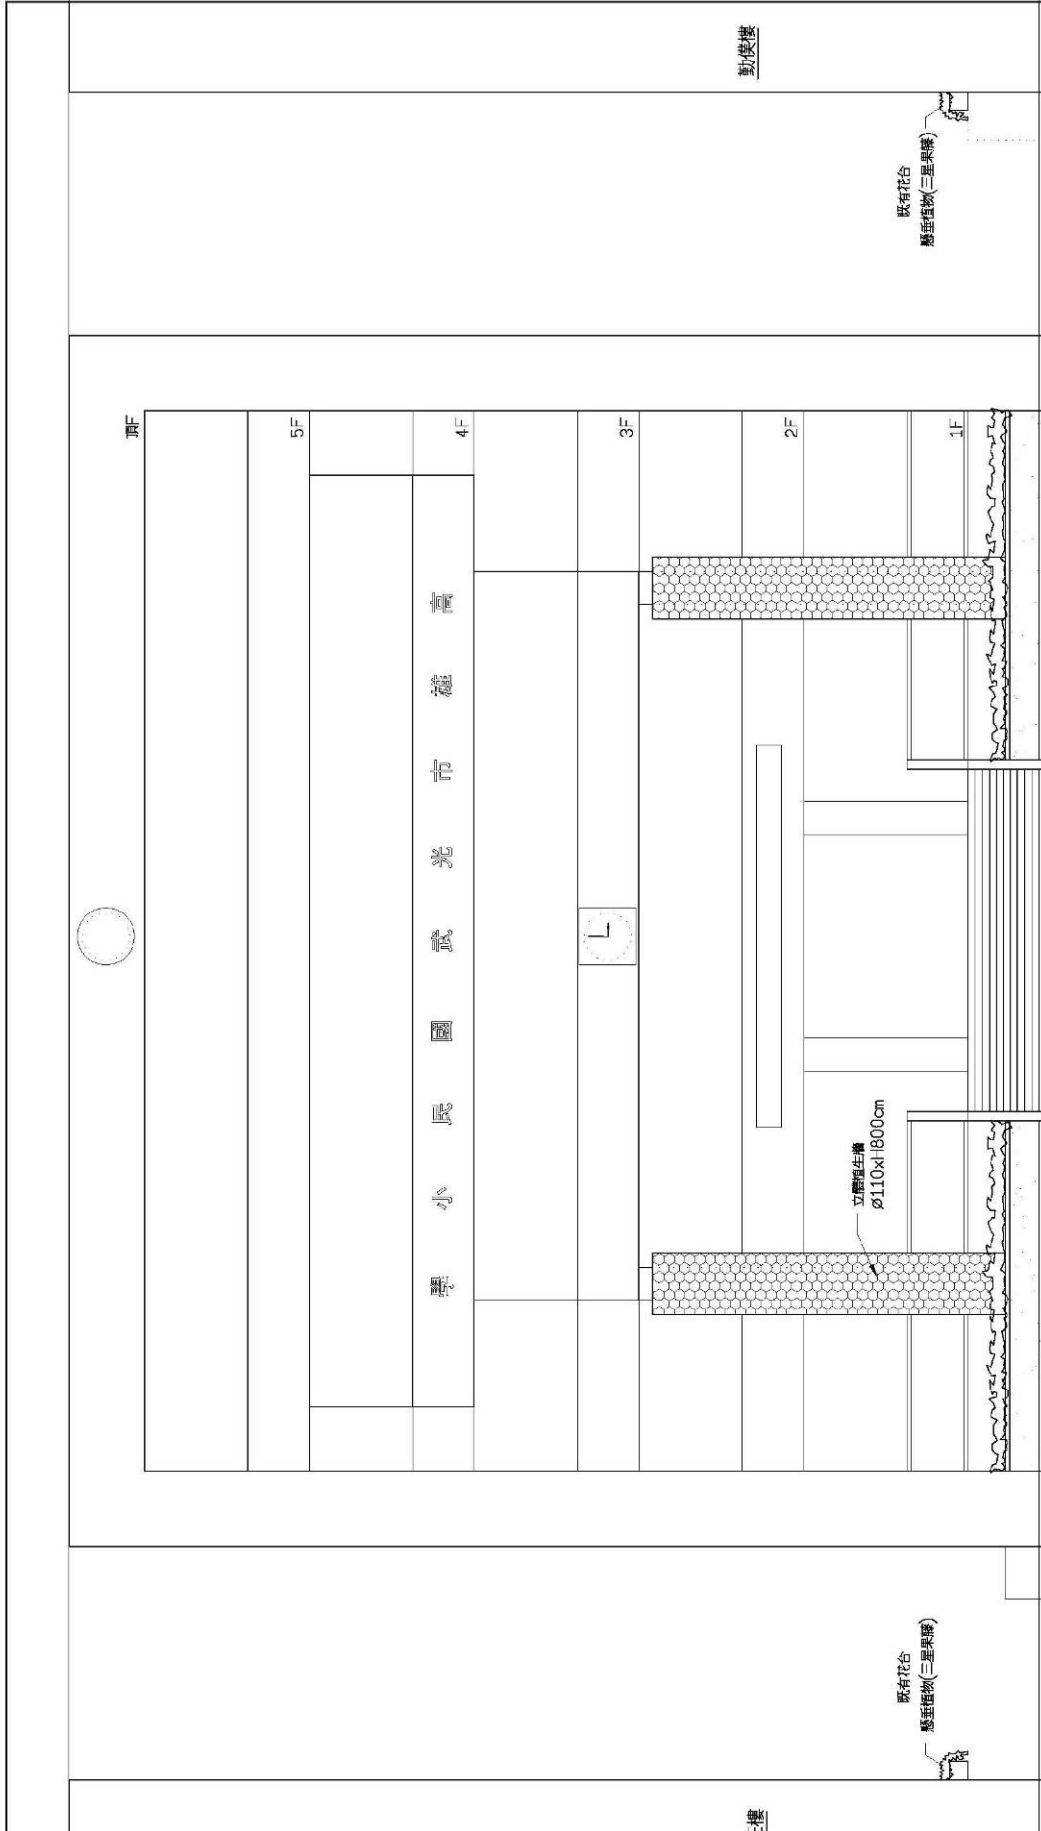 頂F
5F
高雄市光武國民小學
4F
3F
2F
1F
立體植生牆
Ø110xH800cm
既有花台
懸垂植物(三星果藤)
樓
既有花台
懸垂植物(三星果藤)
勤僕樓